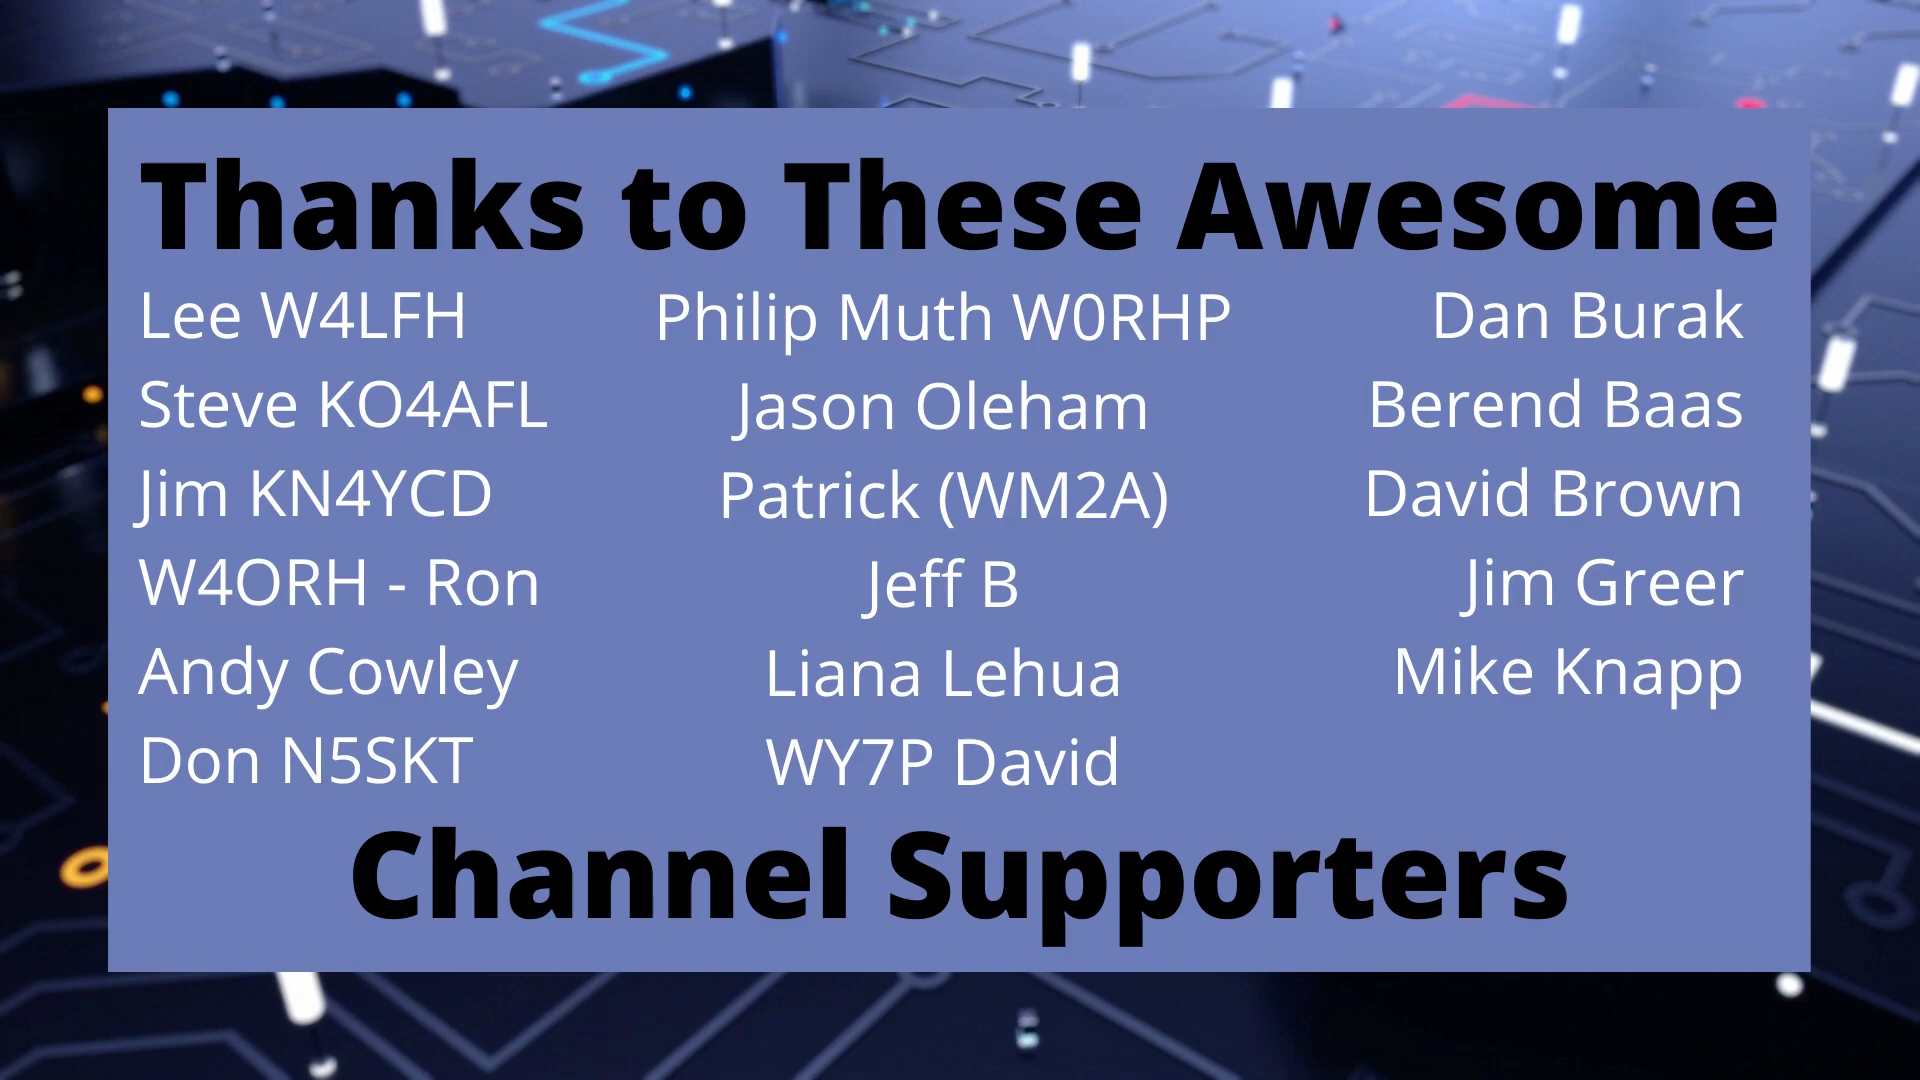 Thanks to These Awesome
Lee W4LFH
Steve KO4AFL
Jim KN4YCD
W4ORH - Ron
Andy Cowley
Don N5SKT
Philip Muth W0RHP
Jason Oleham
Patrick (WM2A)
Jeff B
Liana Lehua
WY7P David
Dan Burak
Berend Baas
David Brown
Jim Greer
Mike Knapp
Channel Supporters